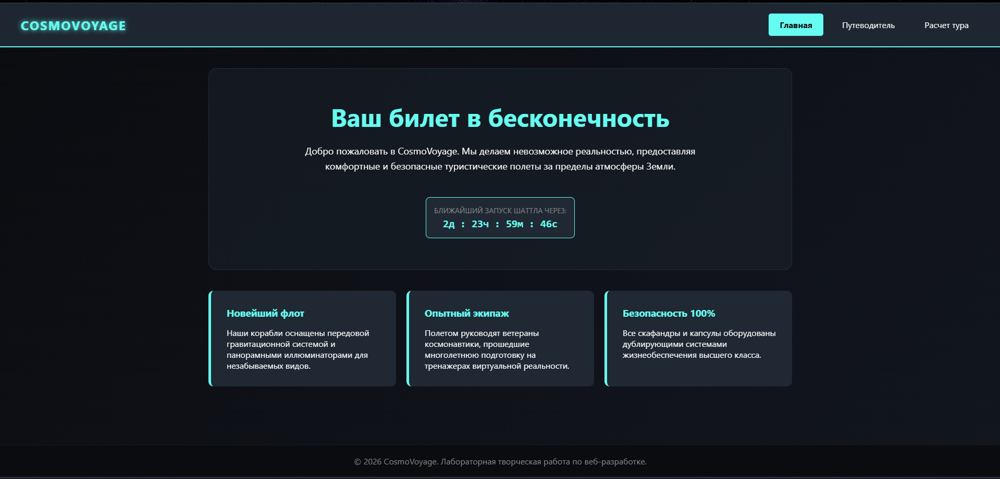 COSMOVOYAGE
Главная
Путеводитель
Расчет тура
Ваш билет в бесконечность
Добро пожаловать в CosmoVoyage. Мы делаем невозможное реальностью, предоставляя
комфортные и безопасные туристические полеты за пределы атмосферы Земли.
БЛИЖАЙШИЙ ЗАПУСК ШАТТЛА ЧЕРЕЗ:
2д : 23ч : 59м : 46с
Новейший флот
Наши корабли оснащены передовой
гравитационной системой и
панорамными иллюминаторами для
незабываемых видов.
Опытный экипаж
Полетом руководят ветераны
космонавтики, прошедшие
многолетнюю подготовку на
тренажерах виртуальной реальности.
Безопасность 100%
Все скафандры и капсулы оборудованы
дублирующими системами
жизнеобеспечения высшего класса.
© 2026 CosmoVoyage. Лабораторная творческая работа по веб-разработке.